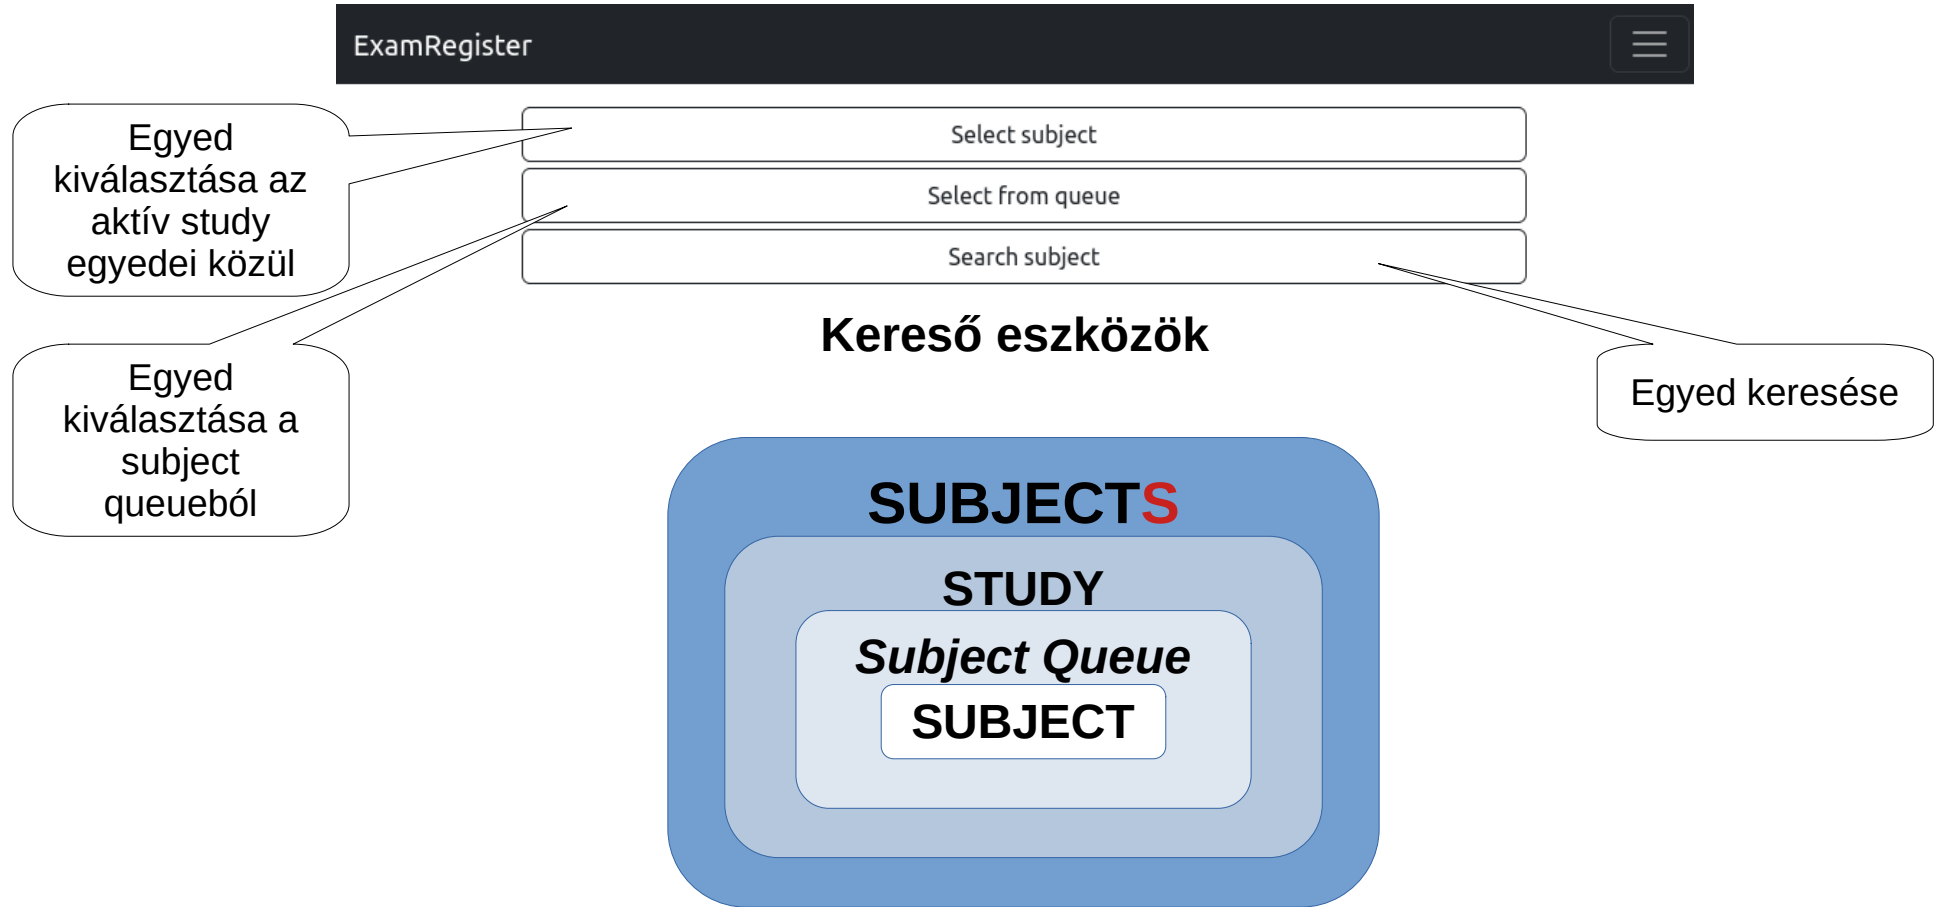 ExamRegister
Egyed
kiválasztása az
aktív study
egyedei közül
Select subject
Select from queue
Search subject
Kereső eszközök
Egyed
kiválasztása a
subject
queueból
Egyed keresése
SUBJECTS
STUDY
Subject Queue
SUBJECT